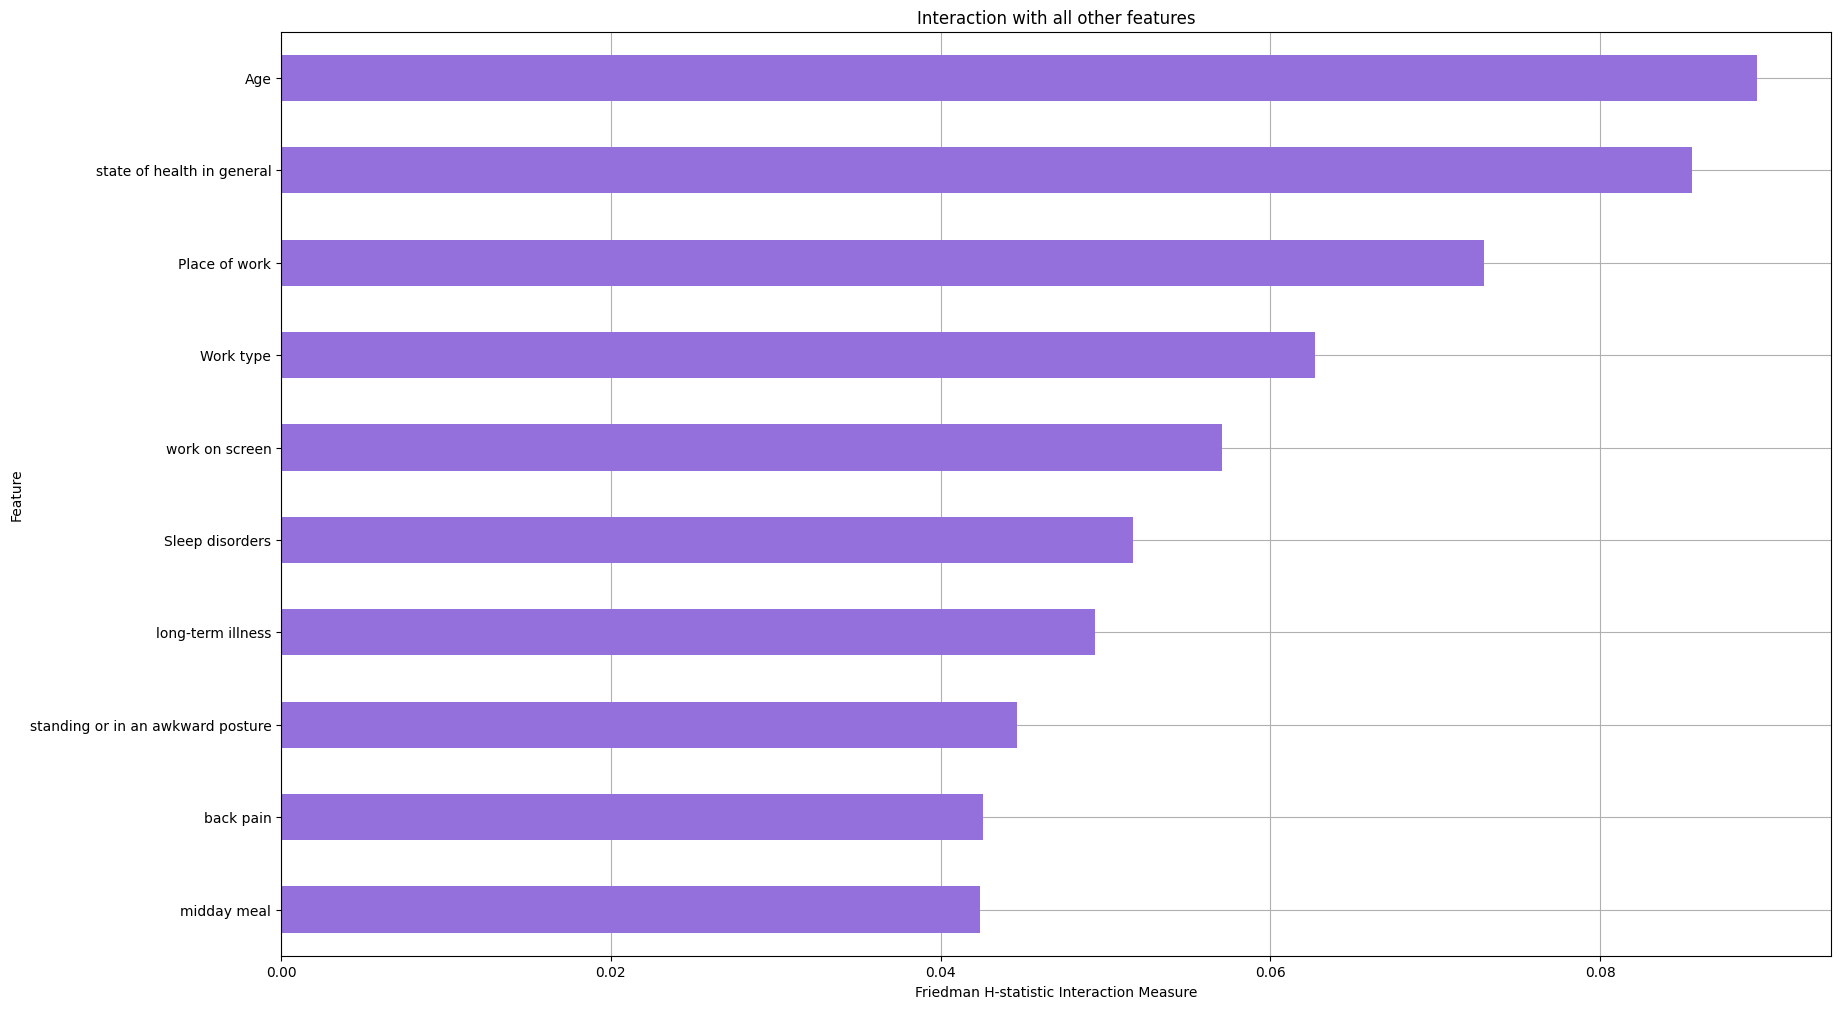 Interaction with all other features
Age
state of health in general
Place of work
Work type
work on screen
Sleep disorders
long-term illness
standing or in an awkward posture
back pain
midday meal
Feature
0.00 0.02 0.04 0.06 0.08
Friedman H-statistic Interaction Measure